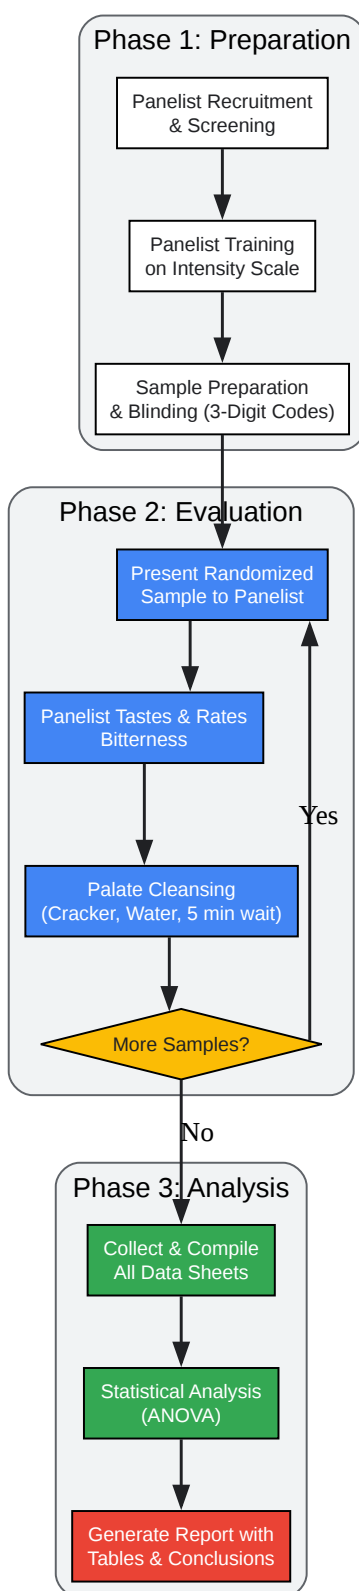 Phase 1: Preparation
Panelist Recruitment
& Screening
Panelist Training
on Intensity Scale
Sample Preparation
& Blinding (3-Digit Codes)
Phase 2: Evaluation
Present Randomized
Sample to Panelist
Panelist Tastes & Rates
Bitterness
Yes
Palate Cleansing
(Cracker, Water, 5 min wait)
More Samples?
No
Phase 3: Analysis
Collect & Compile
All Data Sheets
Statistical Analysis
(ANOVA)
Generate Report with
Tables & Conclusions